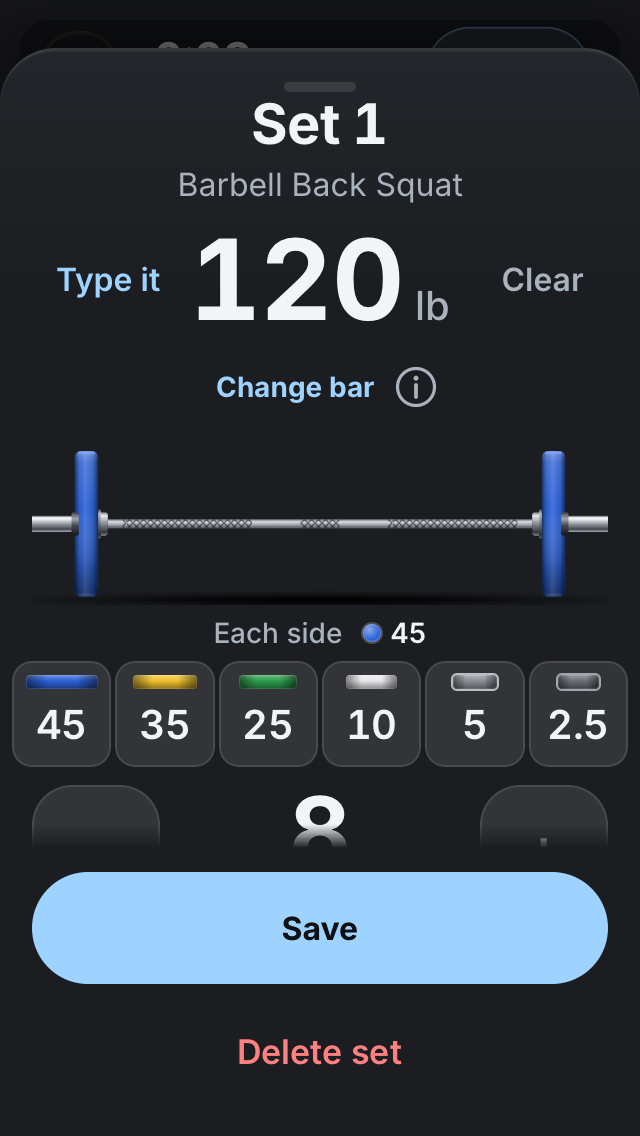 Set 1
Barbell Back Squat
Type it 120 lb Clear
Change bar
Each side 45
45 35 25 10 5 2.5
8
Save
Delete set